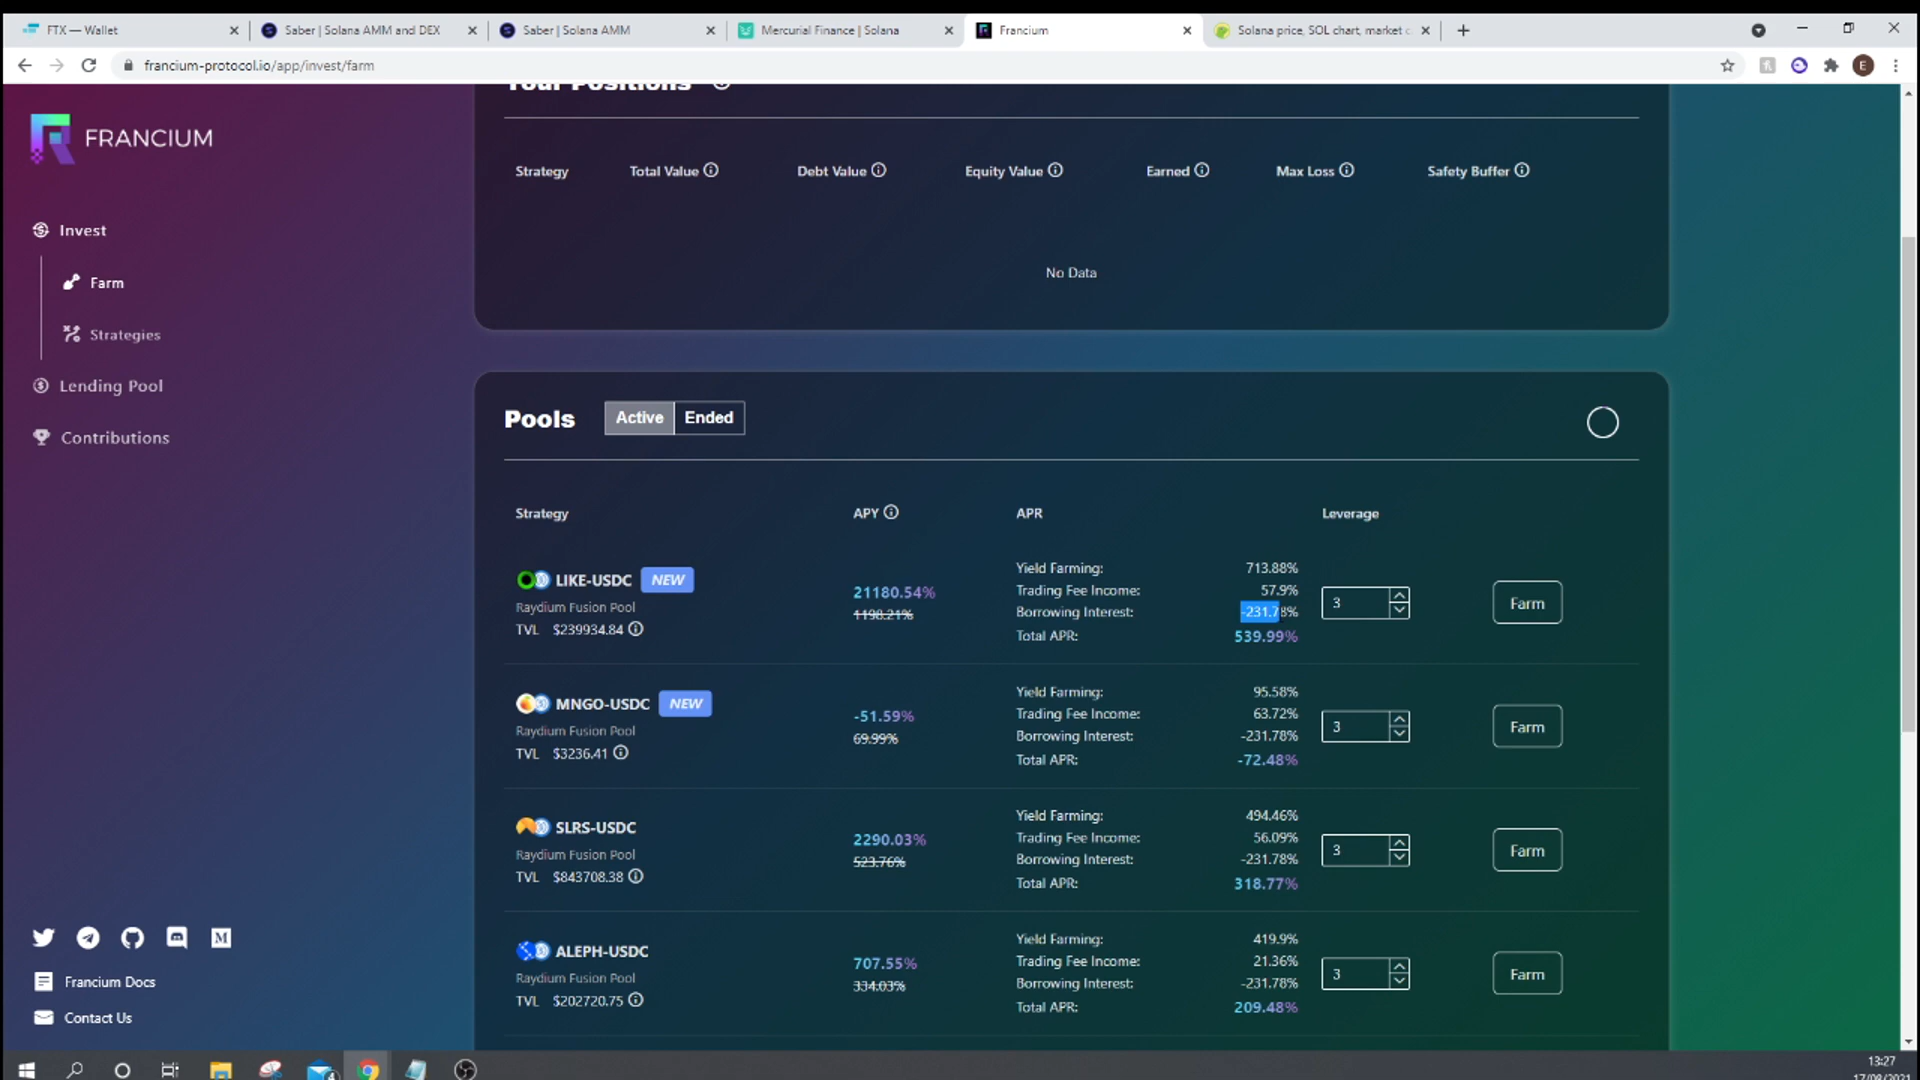 FTX — Wallet
Saber | Solana AMM and DEX
Saber | Solana AMM
Mercurial Finance | Solana
Francium
Solana price, SOL chart, market c
francium-protocol.io/app/invest/farm
E
FRANCIUM
Invest
Farm
Strategies
Lending Pool
Contributions
Francium Docs
Contact Us
Your Positions
Strategy Total Value Debt Value Equity Value Earned Max Loss Safety Buffer
No Data
Pools Active Ended
Strategy APY APR Leverage
LIKE-USDC NEW
Raydium Fusion Pool
TVL $239934.84
21180.54%
1198.21%
Yield Farming: 713.88%
Trading Fee Income: 57.9%
Borrowing Interest: -231.78%
Total APR: 539.99%
3
Farm
MNGO-USDC NEW
Raydium Fusion Pool
TVL $3236.41
-51.59%
69.99%
Yield Farming: 95.58%
Trading Fee Income: 63.72%
Borrowing Interest: -231.78%
Total APR: -72.48%
3
Farm
SLRS-USDC
Raydium Fusion Pool
TVL $843708.38
2290.03%
523.76%
Yield Farming: 494.46%
Trading Fee Income: 56.09%
Borrowing Interest: -231.78%
Total APR: 318.77%
3
Farm
ALEPH-USDC
Raydium Fusion Pool
TVL $202720.75
707.55%
334.03%
Yield Farming: 419.9%
Trading Fee Income: 21.36%
Borrowing Interest: -231.78%
Total APR: 209.48%
3
Farm
13:27
17/08/2021